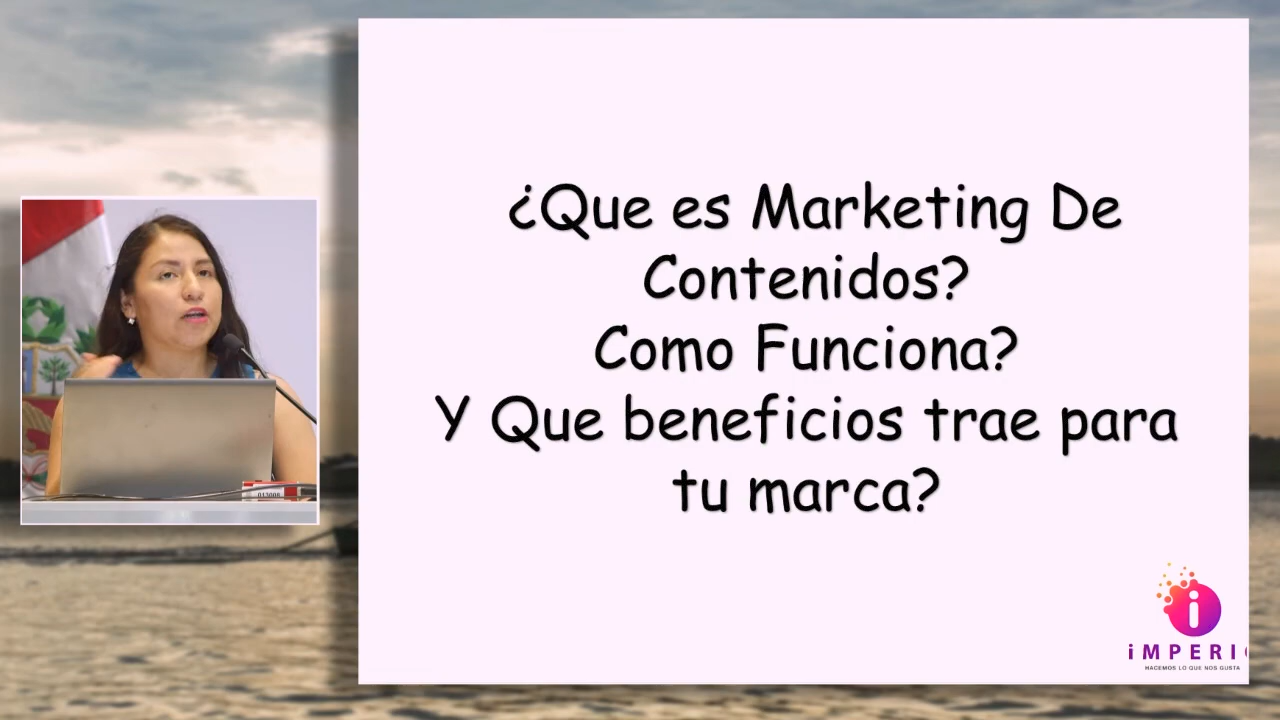 ¿Que es Marketing De
Contenidos?
Como Funciona?
Y Que beneficios trae para
tu marca?
i
iMPERI
HACEMOS LO QUE NOS GUSTA
013008